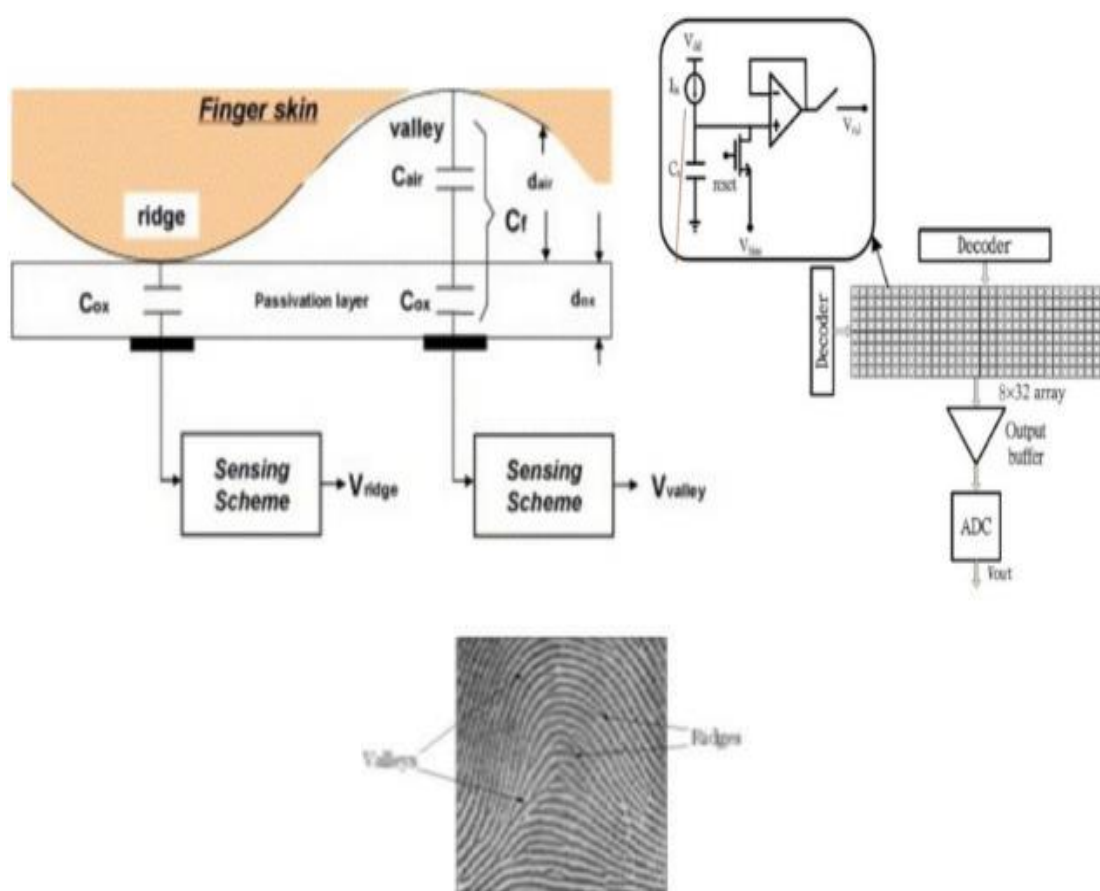 Finger skin
valley
Cair
dair
ridge
Cf
Cox
Passivation layer
Cox
Sensing
Scheme
Vridge
Sensing
Scheme
Vvalley
Vdd
reset
Decoder
Decoder
8×32 array
Output
buffer
ADC
Vout
Valleys
Ridges